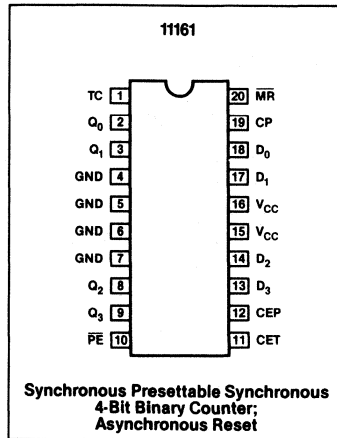 11161
TC 1 20 M̅R̅
Q0 2 19 CP
Q1 3 18 D0
GND 4 17 D1
GND 5 16 VCC
GND 6 15 VCC
GND 7 14 D2
Q2 8 13 D3
Q3 9 12 CEP
P̅E̅ 10 11 CET
Synchronous Presettable Synchronous
4-Bit Binary Counter;
Asynchronous Reset